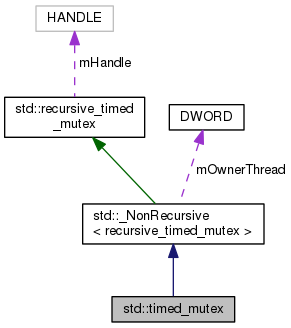 HANDLE
mHandle
std::recursive_timed
_mutex
DWORD
mOwnerThread
std::_NonRecursive
< recursive_timed_mutex >
std::timed_mutex